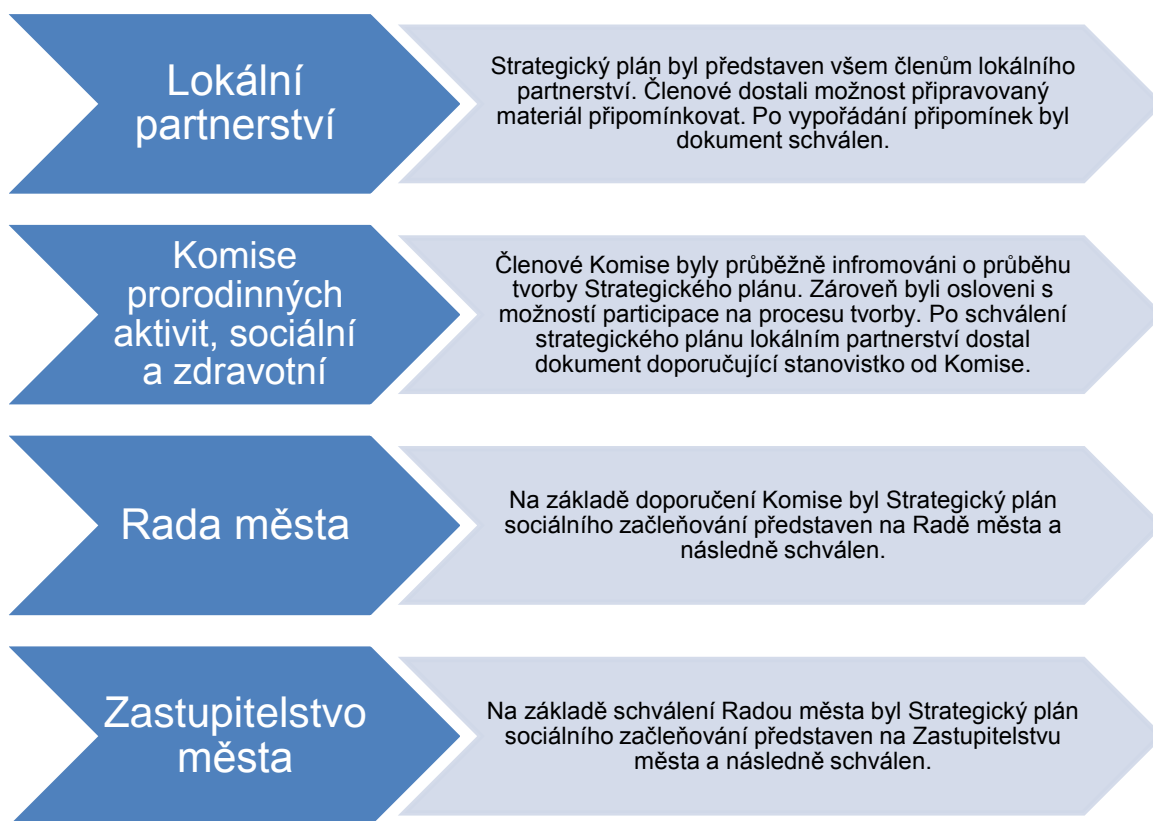 Lokální
partnerství
Strategický plán byl představen všem členům lokálního
partnerství. Členové dostali možnost připravovaný
materiál připomínkovat. Po vypořádání připomínek byl
dokument schválen.
Komise
prorodinných
aktivit, sociální
a zdravotní
Členové Komise byly průběžně infromováni o průběhu
tvorby Strategického plánu. Zároveň byli osloveni s
možností participace na procesu tvorby. Po schválení
strategického plánu lokálním partnerství dostal
dokument doporučující stanovistko od Komise.
Rada města
Na základě doporučení Komise byl Strategický plán
sociálního začleňování představen na Radě města a
následně schválen.
Zastupitelstvo
města
Na základě schválení Radou města byl Strategický plán
sociálního začleňování představen na Zastupitelstvu
města a následně schválen.